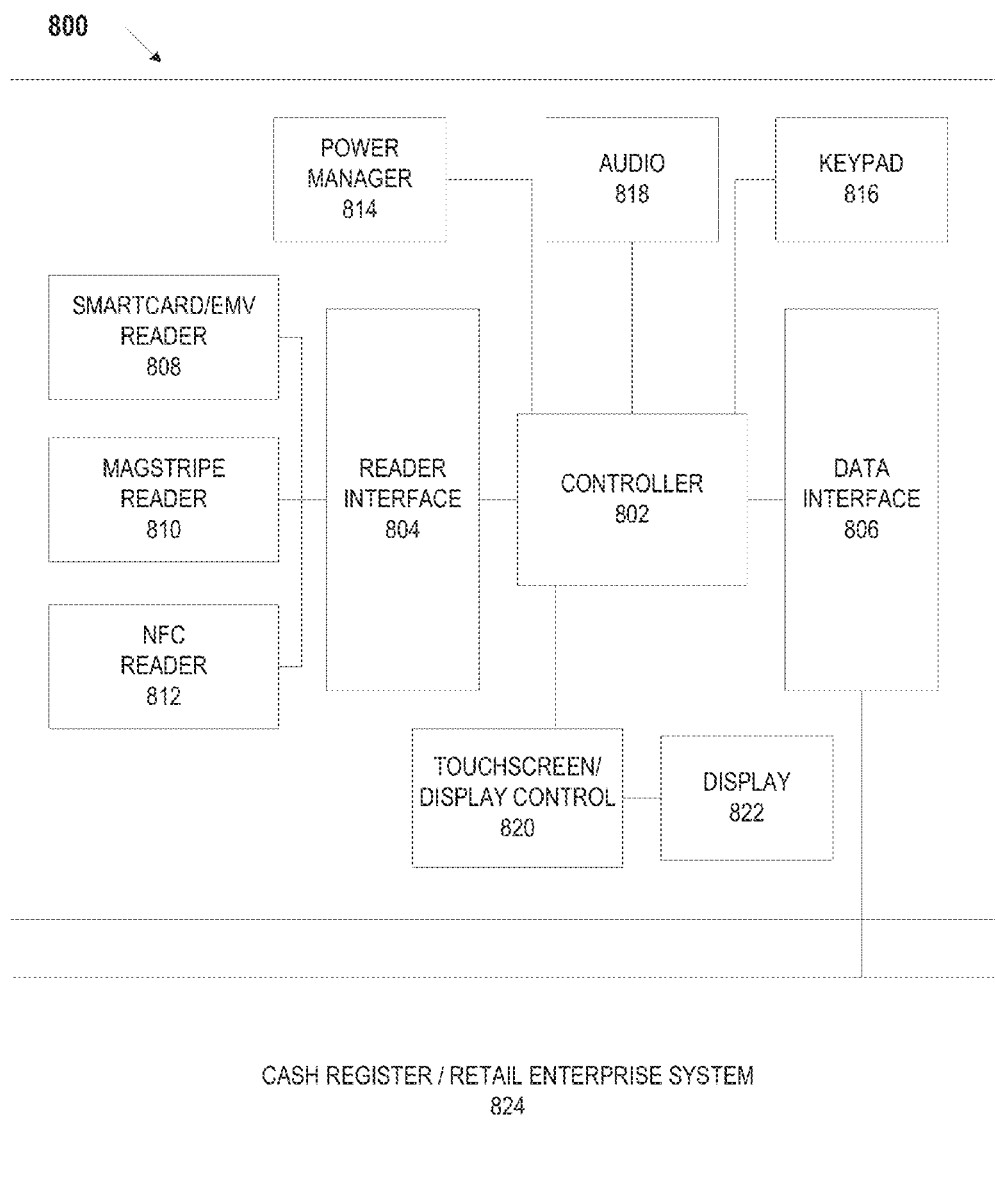 800
POWER
MANAGER
814
AUDIO
818
KEYPAD
816
SMARTCARD/EMV
READER
808
MAGSTRIPE
READER
810
NFC
READER
812
READER
INTERFACE
804
CONTROLLER
802
DATA
INTERFACE
806
TOUCHSCREEN/
DISPLAY CONTROL
820
DISPLAY
822
CASH REGISTER / RETAIL ENTERPRISE SYSTEM
824